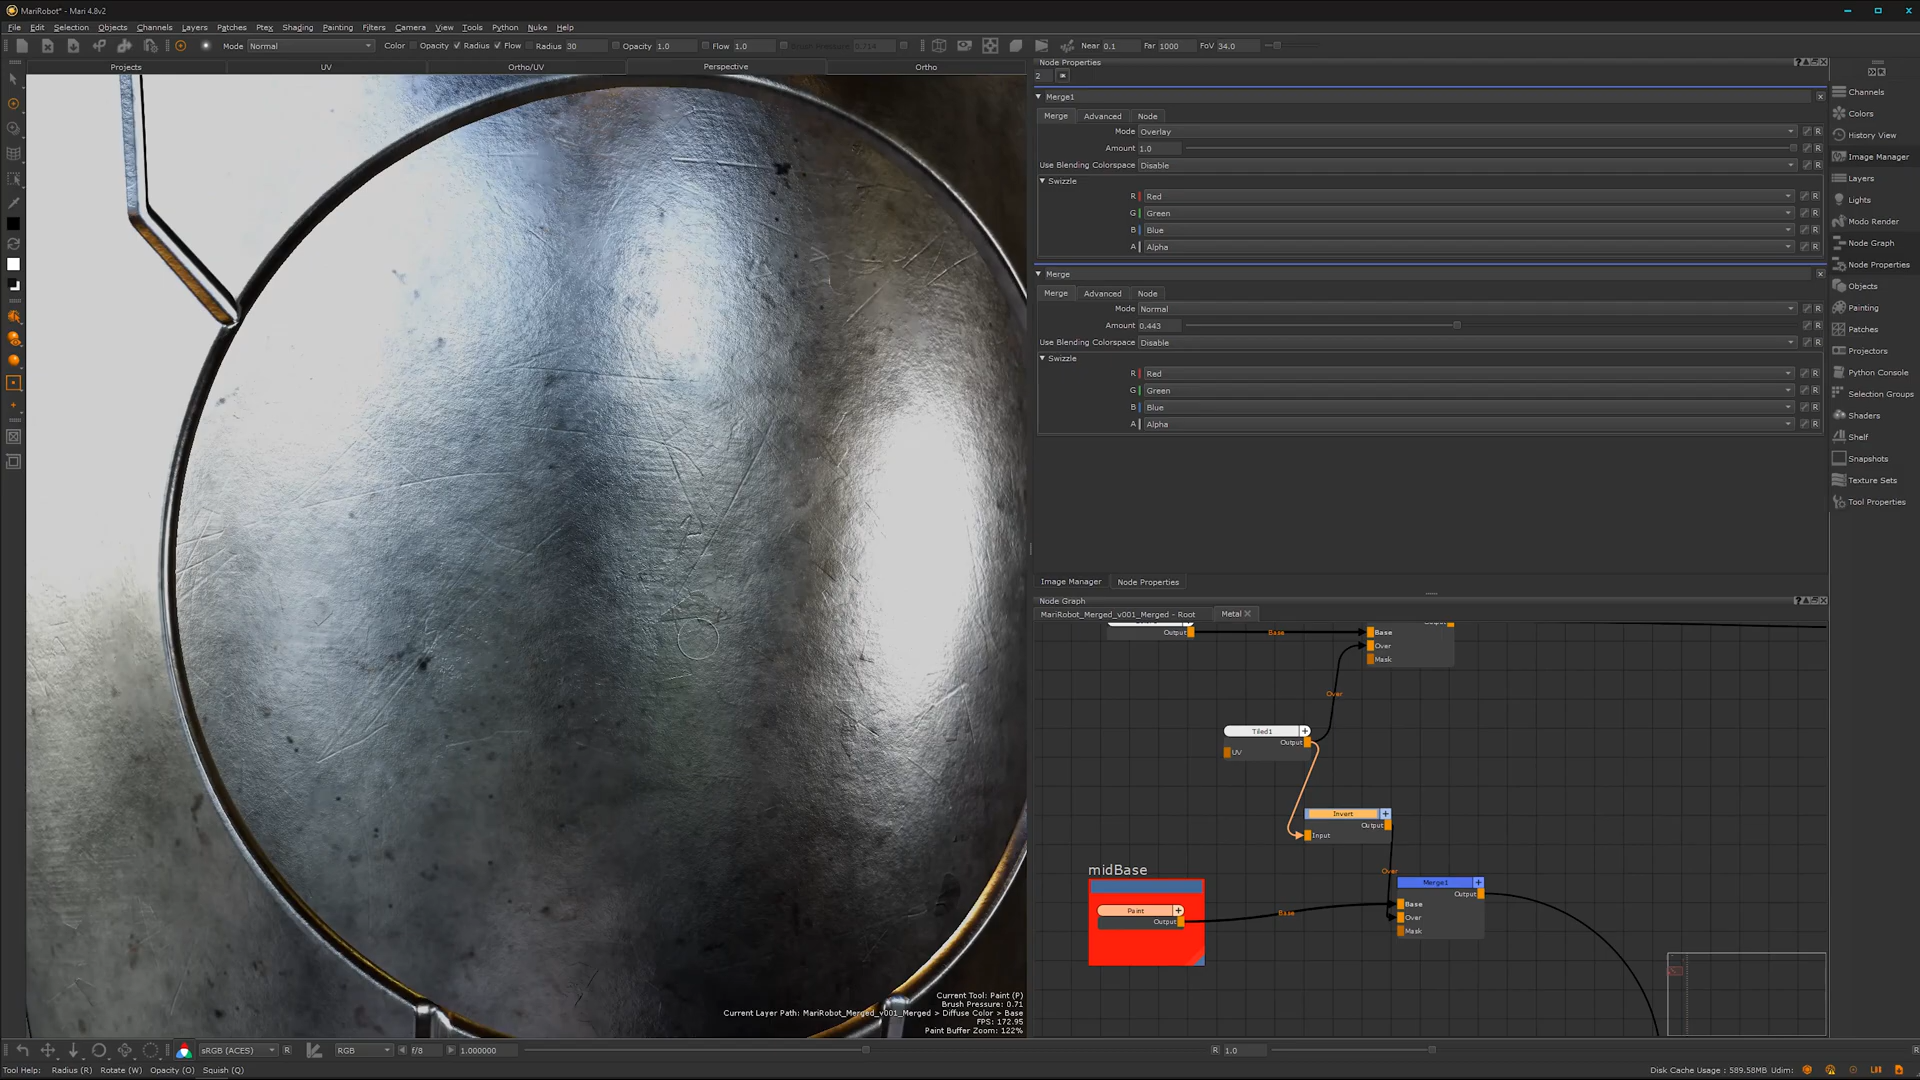 MariRobot* - Mari 4.8v2
File Edit Selection Objects Channels Layers Patches Ptex Shading Painting Filters Camera View Tools Python Nuke Help
Mode Normal Color Opacity Radius Flow Radius 30 Opacity 1.0 Flow 1.0 Brush Pressure 0.714 Near 0.1 Far 1000 FoV 34.0
Projects UV Ortho/UV Perspective Ortho
Node Properties
2
Merge1
Merge Advanced Node
Mode Overlay
Amount 1.0
Use Blending Colorspace Disable
Swizzle
R Red
G Green
B Blue
A Alpha
Merge
Merge Advanced Node
Mode Normal
Amount 0.443
Use Blending Colorspace Disable
Swizzle
R Red
G Green
B Blue
A Alpha
Image Manager Node Properties
Node Graph
MariRobot_Merged_v001_Merged - Root Metal
Output Base Base
Over
Mask
Over
Tiled1
Output
UV
Invert
Output
Input
Over
midBase
Paint
Output
Base
Merge1
Output
Base
Over
Mask
Channels
Colors
History View
Image Manager
Layers
Lights
Modo Render
Node Graph
Node Properties
Objects
Painting
Patches
Projectors
Python Console
Selection Groups
Shaders
Shelf
Snapshots
Texture Sets
Tool Properties
Current Tool: Paint (P)
Brush Pressure: 0.71
Current Layer Path: MariRobot_Merged_v001_Merged > Diffuse Color > Base
FPS: 172.95
Paint Buffer Zoom: 122%
sRGB (ACES) R RGB f/8 1.000000 R 1.0 R
Tool Help: Radius (R) Rotate (W) Opacity (O) Squish (Q) Disk Cache Usage : 589.58MB Udim: